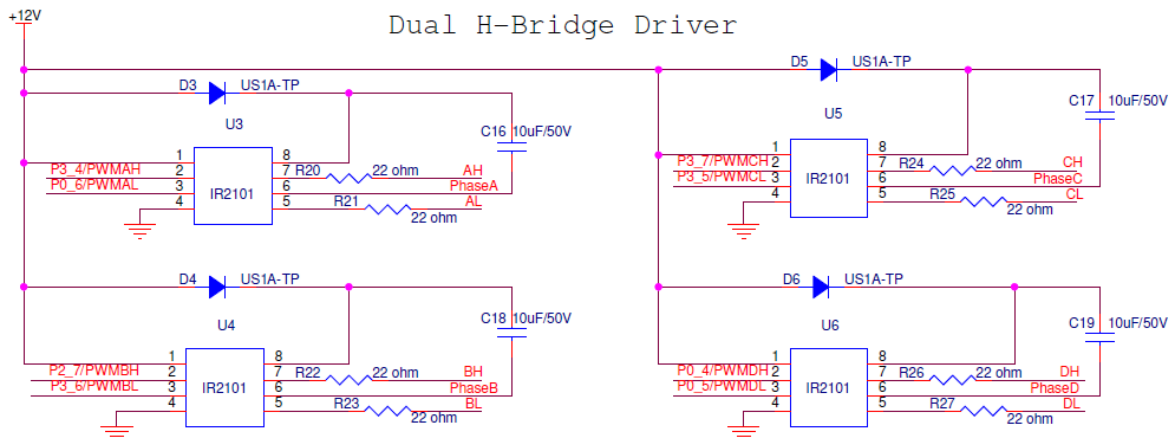 +12V
Dual H-Bridge Driver
D3 US1A-TP
U3
C16 10uF/50V
1 8
P3_4/PWMAH 2 7 R20 22 ohm AH
P0_6/PWMAL 3 IR2101 6 PhaseA
4 5 R21 22 ohm AL
D5 US1A-TP
U5
C17 10uF/50V
1 8
P3_7/PWMCH 2 7 R24 22 ohm CH
P3_5/PWMCL 3 IR2101 6 PhaseC
4 5 R25 22 ohm CL
D4 US1A-TP
U4
C18 10uF/50V
1 8
P2_7/PWMBH 2 7 R22 22 ohm BH
P3_6/PWMBL 3 IR2101 6 PhaseB
4 5 R23 22 ohm BL
D6 US1A-TP
U6
C19 10uF/50V
1 8
P0_4/PWMDH 2 7 R26 22 ohm DH
P0_5/PWMDL 3 IR2101 6 PhaseD
4 5 R27 22 ohm DL